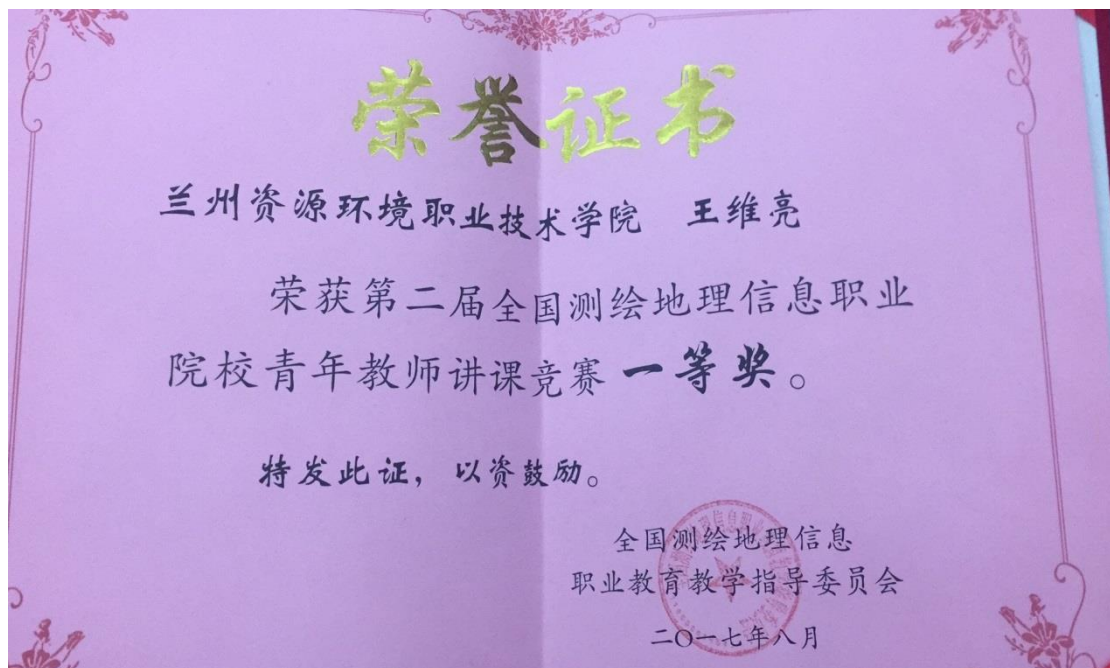 荣誉证书
兰州资源环境职业技术学院 王维亮
荣获第二届全国测绘地理信息职业
院校青年教师讲课竞赛一等奖。
特发此证，以资鼓励。
全国测绘地理信息
职业教育教学指导委员会
二〇一七年八月